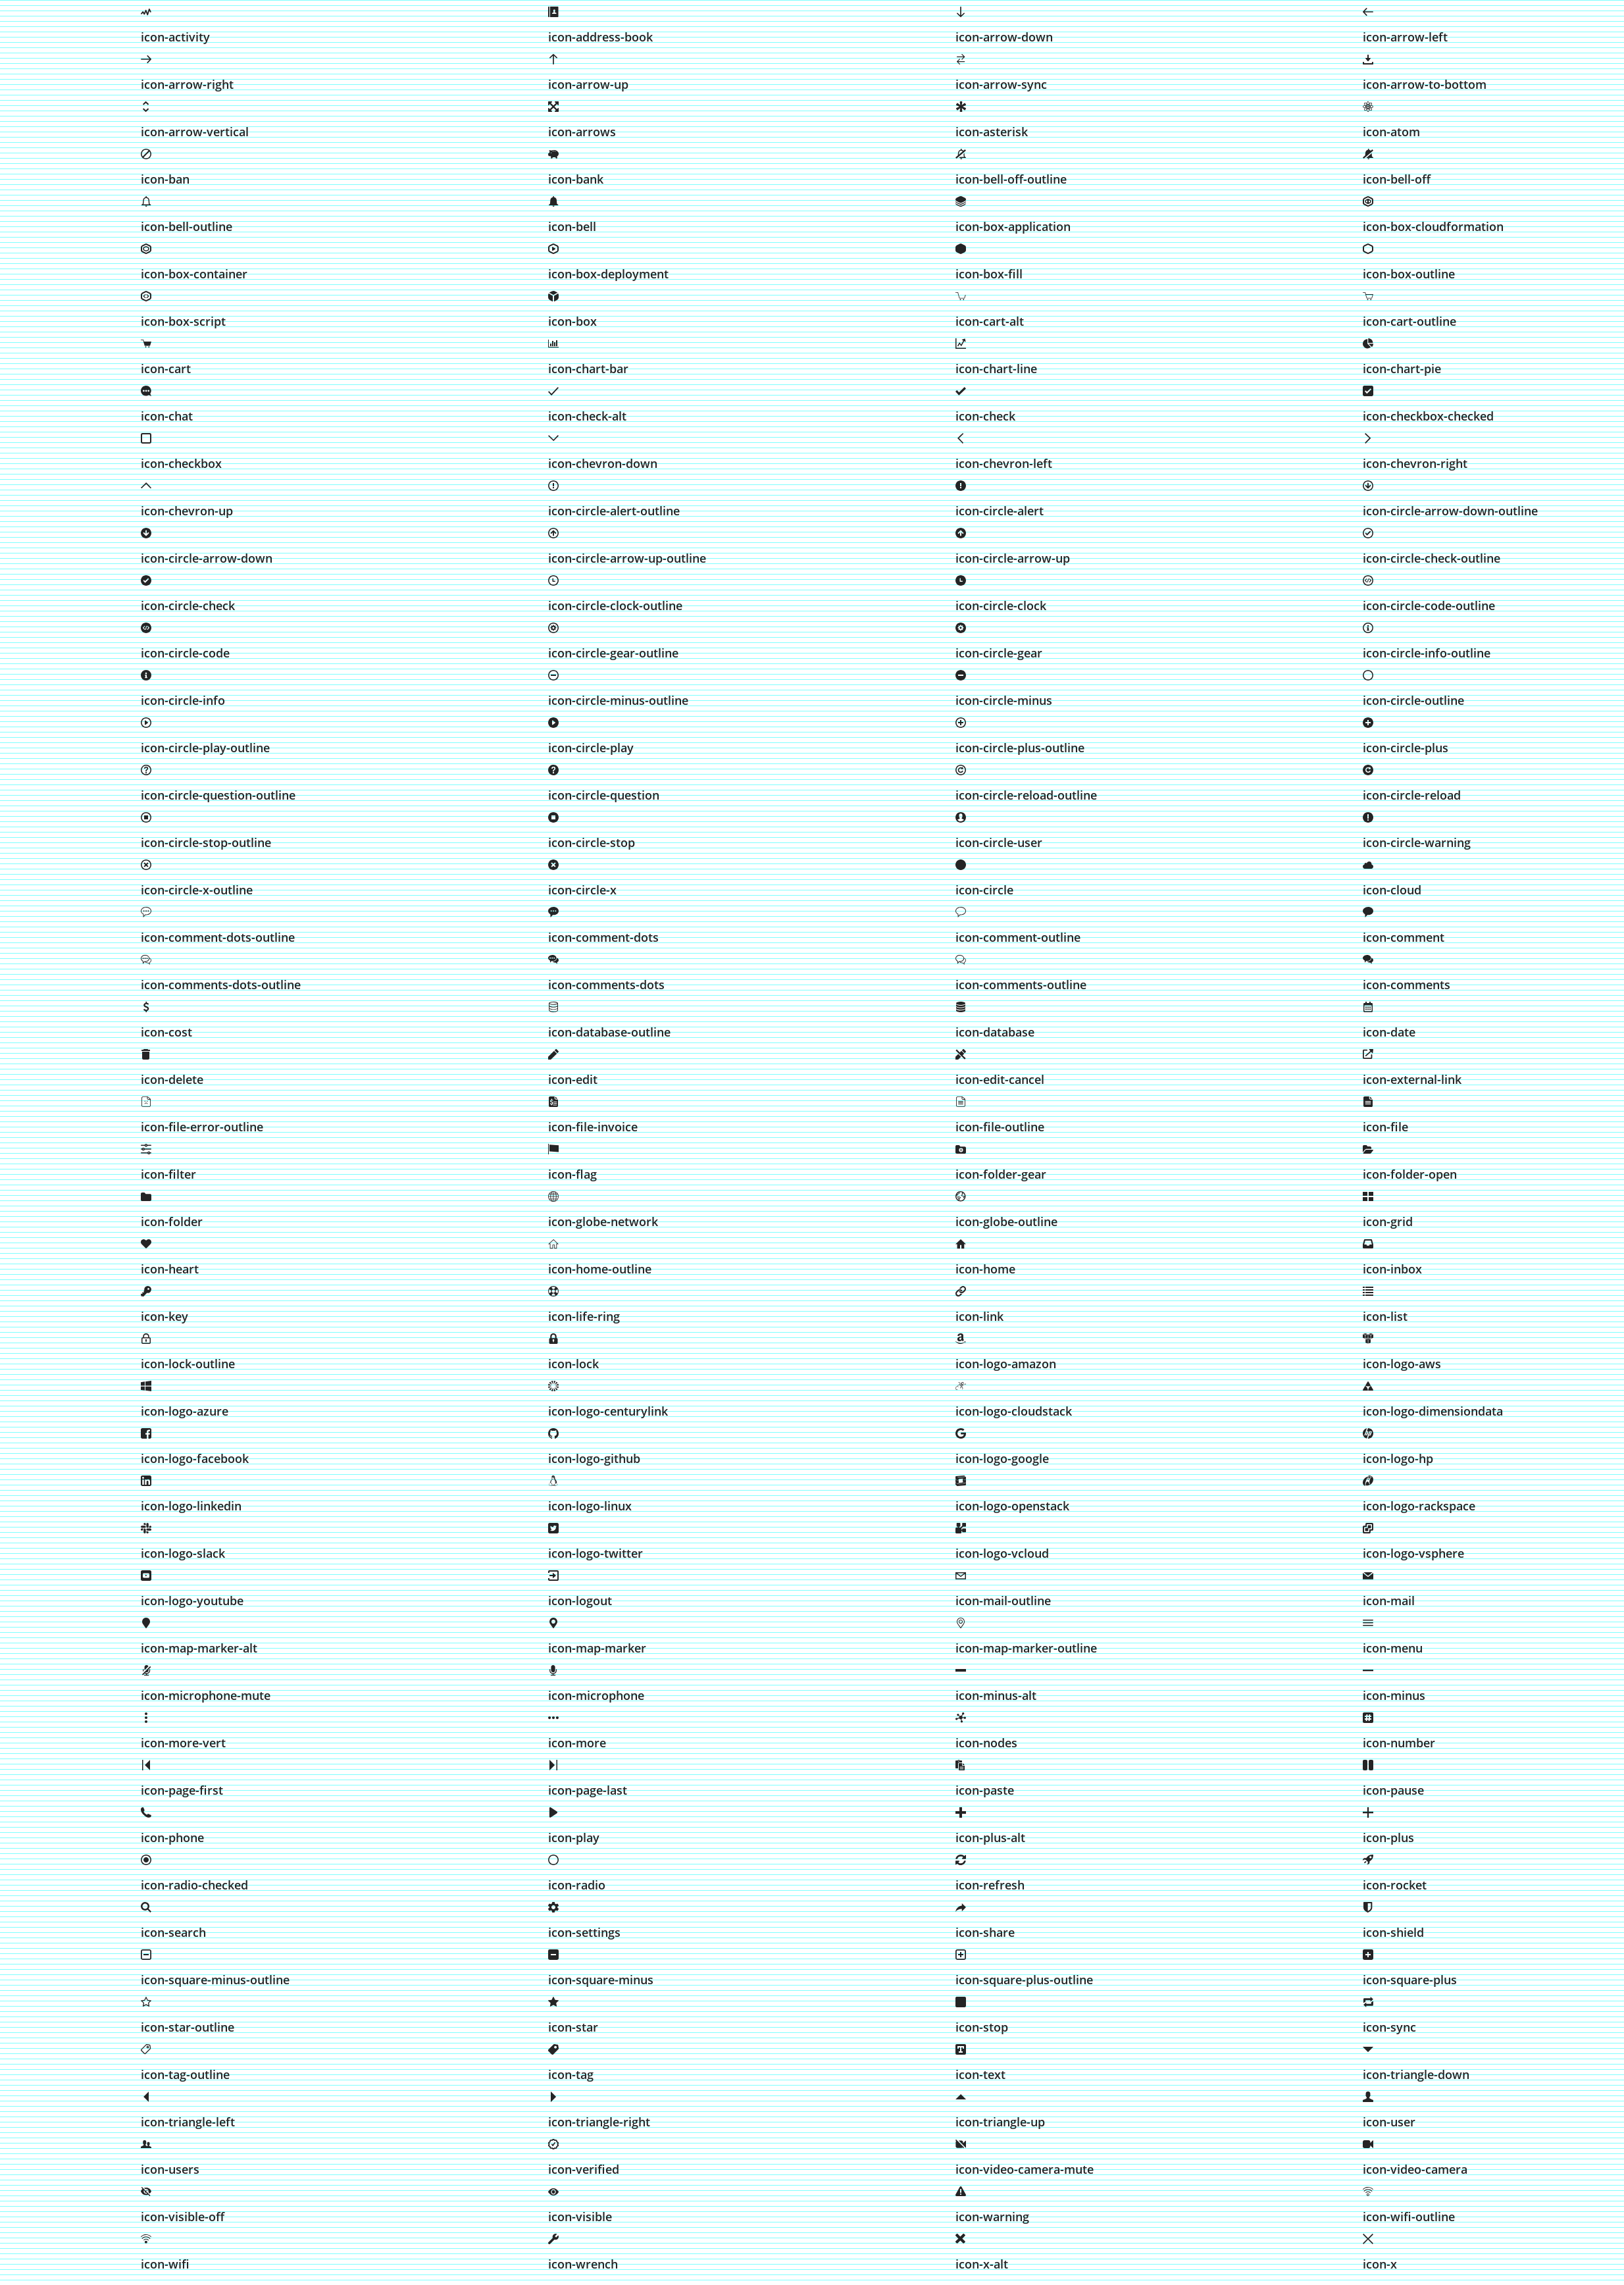 icon-activity icon-address-book icon-arrow-down icon-arrow-left
icon-arrow-right icon-arrow-up icon-arrow-sync icon-arrow-to-bottom
icon-arrow-vertical icon-arrows icon-asterisk icon-atom
icon-ban icon-bank icon-bell-off-outline icon-bell-off
icon-bell-outline icon-bell icon-box-application icon-box-cloudformation
icon-box-container icon-box-deployment icon-box-fill icon-box-outline
icon-box-script icon-box icon-cart-alt icon-cart-outline
icon-cart icon-chart-bar icon-chart-line icon-chart-pie
icon-chat icon-check-alt icon-check icon-checkbox-checked
icon-checkbox icon-chevron-down icon-chevron-left icon-chevron-right
icon-chevron-up icon-circle-alert-outline icon-circle-alert icon-circle-arrow-down-outline
icon-circle-arrow-down icon-circle-arrow-up-outline icon-circle-arrow-up icon-circle-check-outline
icon-circle-check icon-circle-clock-outline icon-circle-clock icon-circle-code-outline
icon-circle-code icon-circle-gear-outline icon-circle-gear icon-circle-info-outline
icon-circle-info icon-circle-minus-outline icon-circle-minus icon-circle-outline
icon-circle-play-outline icon-circle-play icon-circle-plus-outline icon-circle-plus
icon-circle-question-outline icon-circle-question icon-circle-reload-outline icon-circle-reload
icon-circle-stop-outline icon-circle-stop icon-circle-user icon-circle-warning
icon-circle-x-outline icon-circle-x icon-circle icon-cloud
icon-comment-dots-outline icon-comment-dots icon-comment-outline icon-comment
icon-comments-dots-outline icon-comments-dots icon-comments-outline icon-comments
icon-cost icon-database-outline icon-database icon-date
icon-delete icon-edit icon-edit-cancel icon-external-link
icon-file-error-outline icon-file-invoice icon-file-outline icon-file
icon-filter icon-flag icon-folder-gear icon-folder-open
icon-folder icon-globe-network icon-globe-outline icon-grid
icon-heart icon-home-outline icon-home icon-inbox
icon-key icon-life-ring icon-link icon-list
icon-lock-outline icon-lock icon-logo-amazon icon-logo-aws
icon-logo-azure icon-logo-centurylink icon-logo-cloudstack icon-logo-dimensiondata
icon-logo-facebook icon-logo-github icon-logo-google icon-logo-hp
icon-logo-linkedin icon-logo-linux icon-logo-openstack icon-logo-rackspace
icon-logo-slack icon-logo-twitter icon-logo-vcloud icon-logo-vsphere
icon-logo-youtube icon-logout icon-mail-outline icon-mail
icon-map-marker-alt icon-map-marker icon-map-marker-outline icon-menu
icon-microphone-mute icon-microphone icon-minus-alt icon-minus
icon-more-vert icon-more icon-nodes icon-number
icon-page-first icon-page-last icon-paste icon-pause
icon-phone icon-play icon-plus-alt icon-plus
icon-radio-checked icon-radio icon-refresh icon-rocket
icon-search icon-settings icon-share icon-shield
icon-square-minus-outline icon-square-minus icon-square-plus-outline icon-square-plus
icon-star-outline icon-star icon-stop icon-sync
icon-tag-outline icon-tag icon-text icon-triangle-down
icon-triangle-left icon-triangle-right icon-triangle-up icon-user
icon-users icon-verified icon-video-camera-mute icon-video-camera
icon-visible-off icon-visible icon-warning icon-wifi-outline
icon-wifi icon-wrench icon-x-alt icon-x